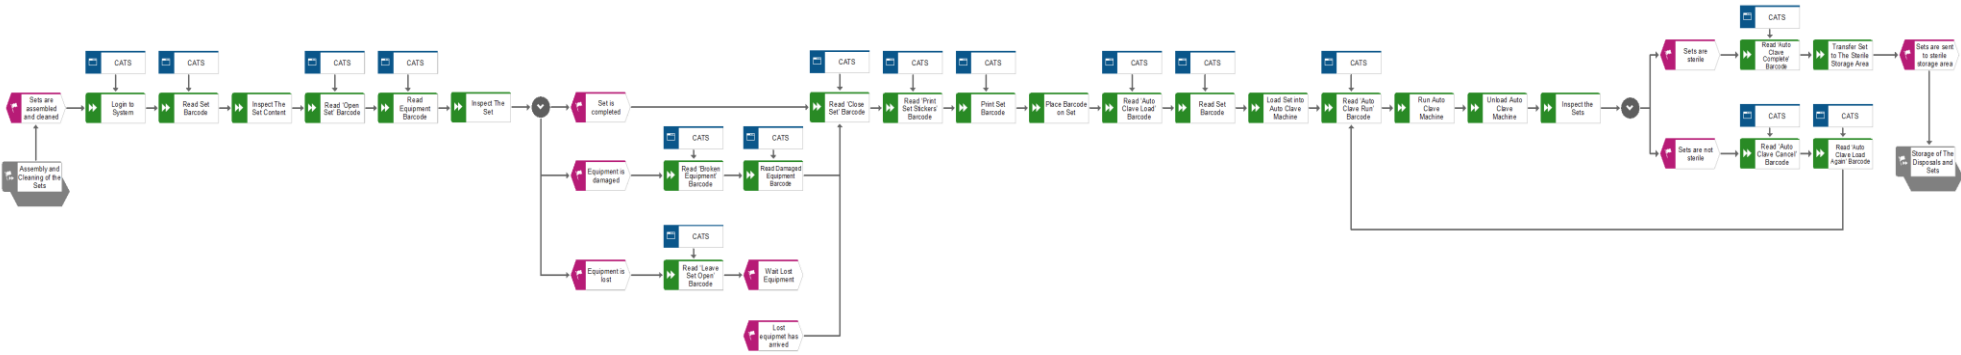 CATS
Sets are
sterile
Read 'Auto
Clave
Complete'
Barcode
Transfer Set
to The Sterile
Storage Area
Sets are sent
to sterile
storage area
CATS
CATS
CATS
CATS
CATS
CATS
CATS
CATS
CATS
CATS
Sets are
assembled
and cleaned
Login to
System
Read Set
Barcode
Inspect The
Set Content
Read 'Open
Set' Barcode
Read
Equipment
Barcode
Inspect The
Set
Set is
completed
Read 'Close
Set' Barcode
Read 'Print
Set Stickers'
Barcode
Print Set
Barcode
Place Barcode
on Set
Read 'Auto
Clave Load'
Barcode
Read Set
Barcode
Load Set into
Auto Clave
Machine
Read 'Auto
Clave Run'
Barcode
Run Auto
Clave
Machine
Unload Auto
Clave
Machine
Inspect the
Sets
CATS
CATS
Sets are not
sterile
Read 'Auto
Clave Cancel'
Barcode
Read 'Auto
Clave Load
Again' Barcode
Storage of The
Disposals and
Sets
Assembly and
Cleaning of the
Sets
CATS
CATS
Equipment is
damaged
Read 'Broken
Equipment'
Barcode
Read Damaged
Equipment
Barcode
CATS
Equipment is
lost
Read 'Leave
Set Open'
Barcode
Wait Lost
Equipment
Lost
equipmet has
arrived